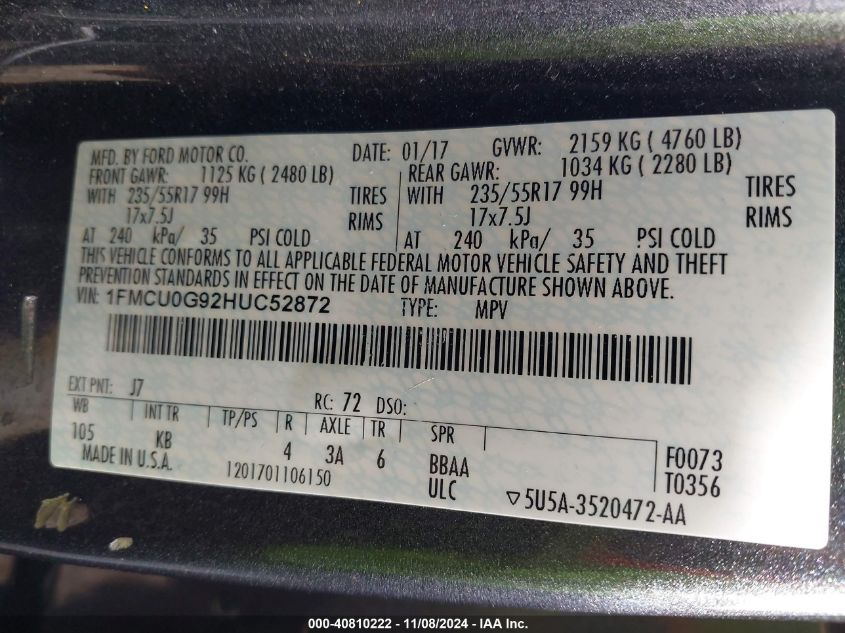 MFD. BY FORD MOTOR CO. DATE: 01/17 GVWR: 2159 KG ( 4760 LB)
FRONT GAWR: 1125 KG ( 2480 LB) REAR GAWR: 1034 KG ( 2280 LB)
WITH 235/55R17 99H TIRES WITH 235/55R17 99H TIRES
17x7.5J RIMS 17x7.5J RIMS
AT 240 kPa/ 35 PSI COLD AT 240 kPa/ 35 PSI COLD
THIS VEHICLE CONFORMS TO ALL APPLICABLE FEDERAL MOTOR VEHICLE SAFETY AND THEFT
PREVENTION STANDARDS IN EFFECT ON THE DATE OF MANUFACTURE SHOWN ABOVE.
VIN: 1FMCU0G92HUC52872 TYPE: MPV
EXT PNT: J7 RC: 72 DSO:
WB INT TR TP/PS R AXLE TR SPR
105 KB 4 3A 6 BBAA F0073
MADE IN U.S.A. 1201701106150 ULC T0356
▽5U5A-3520472-AA
000-40810222 - 11/08/2024 - IAA Inc.